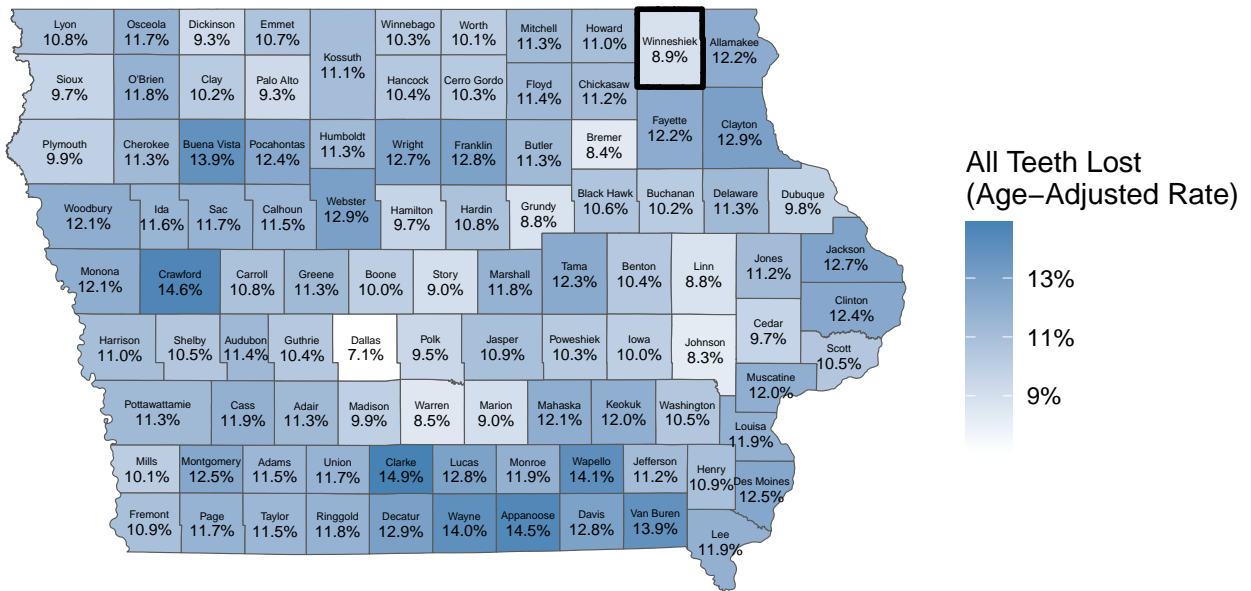 Lyon
10.8%
Osceola
11.7%
Dickinson
9.3%
Emmet
10.7%
Kossuth
11.1%
Winnebago
10.3%
Worth
10.1%
Mitchell
11.3%
Howard
11.0%
Winneshiek
8.9%
Allamakee
12.2%
Sioux
9.7%
O'Brien
11.8%
Clay
10.2%
Palo Alto
9.3%
Hancock
10.4%
Cerro Gordo
10.3%
Floyd
11.4%
Chickasaw
11.2%
Plymouth
9.9%
Cherokee
11.3%
Buena Vista
13.9%
Pocahontas
12.4%
Humboldt
11.3%
Wright
12.7%
Franklin
12.8%
Butler
11.3%
Bremer
8.4%
Fayette
12.2%
Clayton
12.9%
Woodbury
12.1%
Ida
11.6%
Sac
11.7%
Calhoun
11.5%
Webster
12.9%
Hamilton
9.7%
Hardin
10.8%
Grundy
8.8%
Black Hawk
10.6%
Buchanan
10.2%
Delaware
11.3%
Dubuque
9.8%
Monona
12.1%
Crawford
14.6%
Carroll
10.8%
Greene
11.3%
Boone
10.0%
Story
9.0%
Marshall
11.8%
Tama
12.3%
Benton
10.4%
Linn
8.8%
Jones
11.2%
Jackson
12.7%
Clinton
12.4%
Harrison
11.0%
Shelby
10.5%
Audubon
11.4%
Guthrie
10.4%
Dallas
7.1%
Polk
9.5%
Jasper
10.9%
Poweshiek
10.3%
Iowa
10.0%
Johnson
8.3%
Cedar
9.7%
Scott
10.5%
Muscatine
12.0%
Pottawattamie
11.3%
Cass
11.9%
Adair
11.3%
Madison
9.9%
Warren
8.5%
Marion
9.0%
Mahaska
12.1%
Keokuk
12.0%
Washington
10.5%
Louisa
11.9%
Mills
10.1%
Montgomery
12.5%
Adams
11.5%
Union
11.7%
Clarke
14.9%
Lucas
12.8%
Monroe
11.9%
Wapello
14.1%
Jefferson
11.2%
Henry
10.9%
Des Moines
12.5%
Fremont
10.9%
Page
11.7%
Taylor
11.5%
Ringgold
11.8%
Decatur
12.9%
Wayne
14.0%
Appanoose
14.5%
Davis
12.8%
Van Buren
13.9%
Lee
11.9%
All Teeth Lost
(Age−Adjusted Rate)
13%
11%
9%